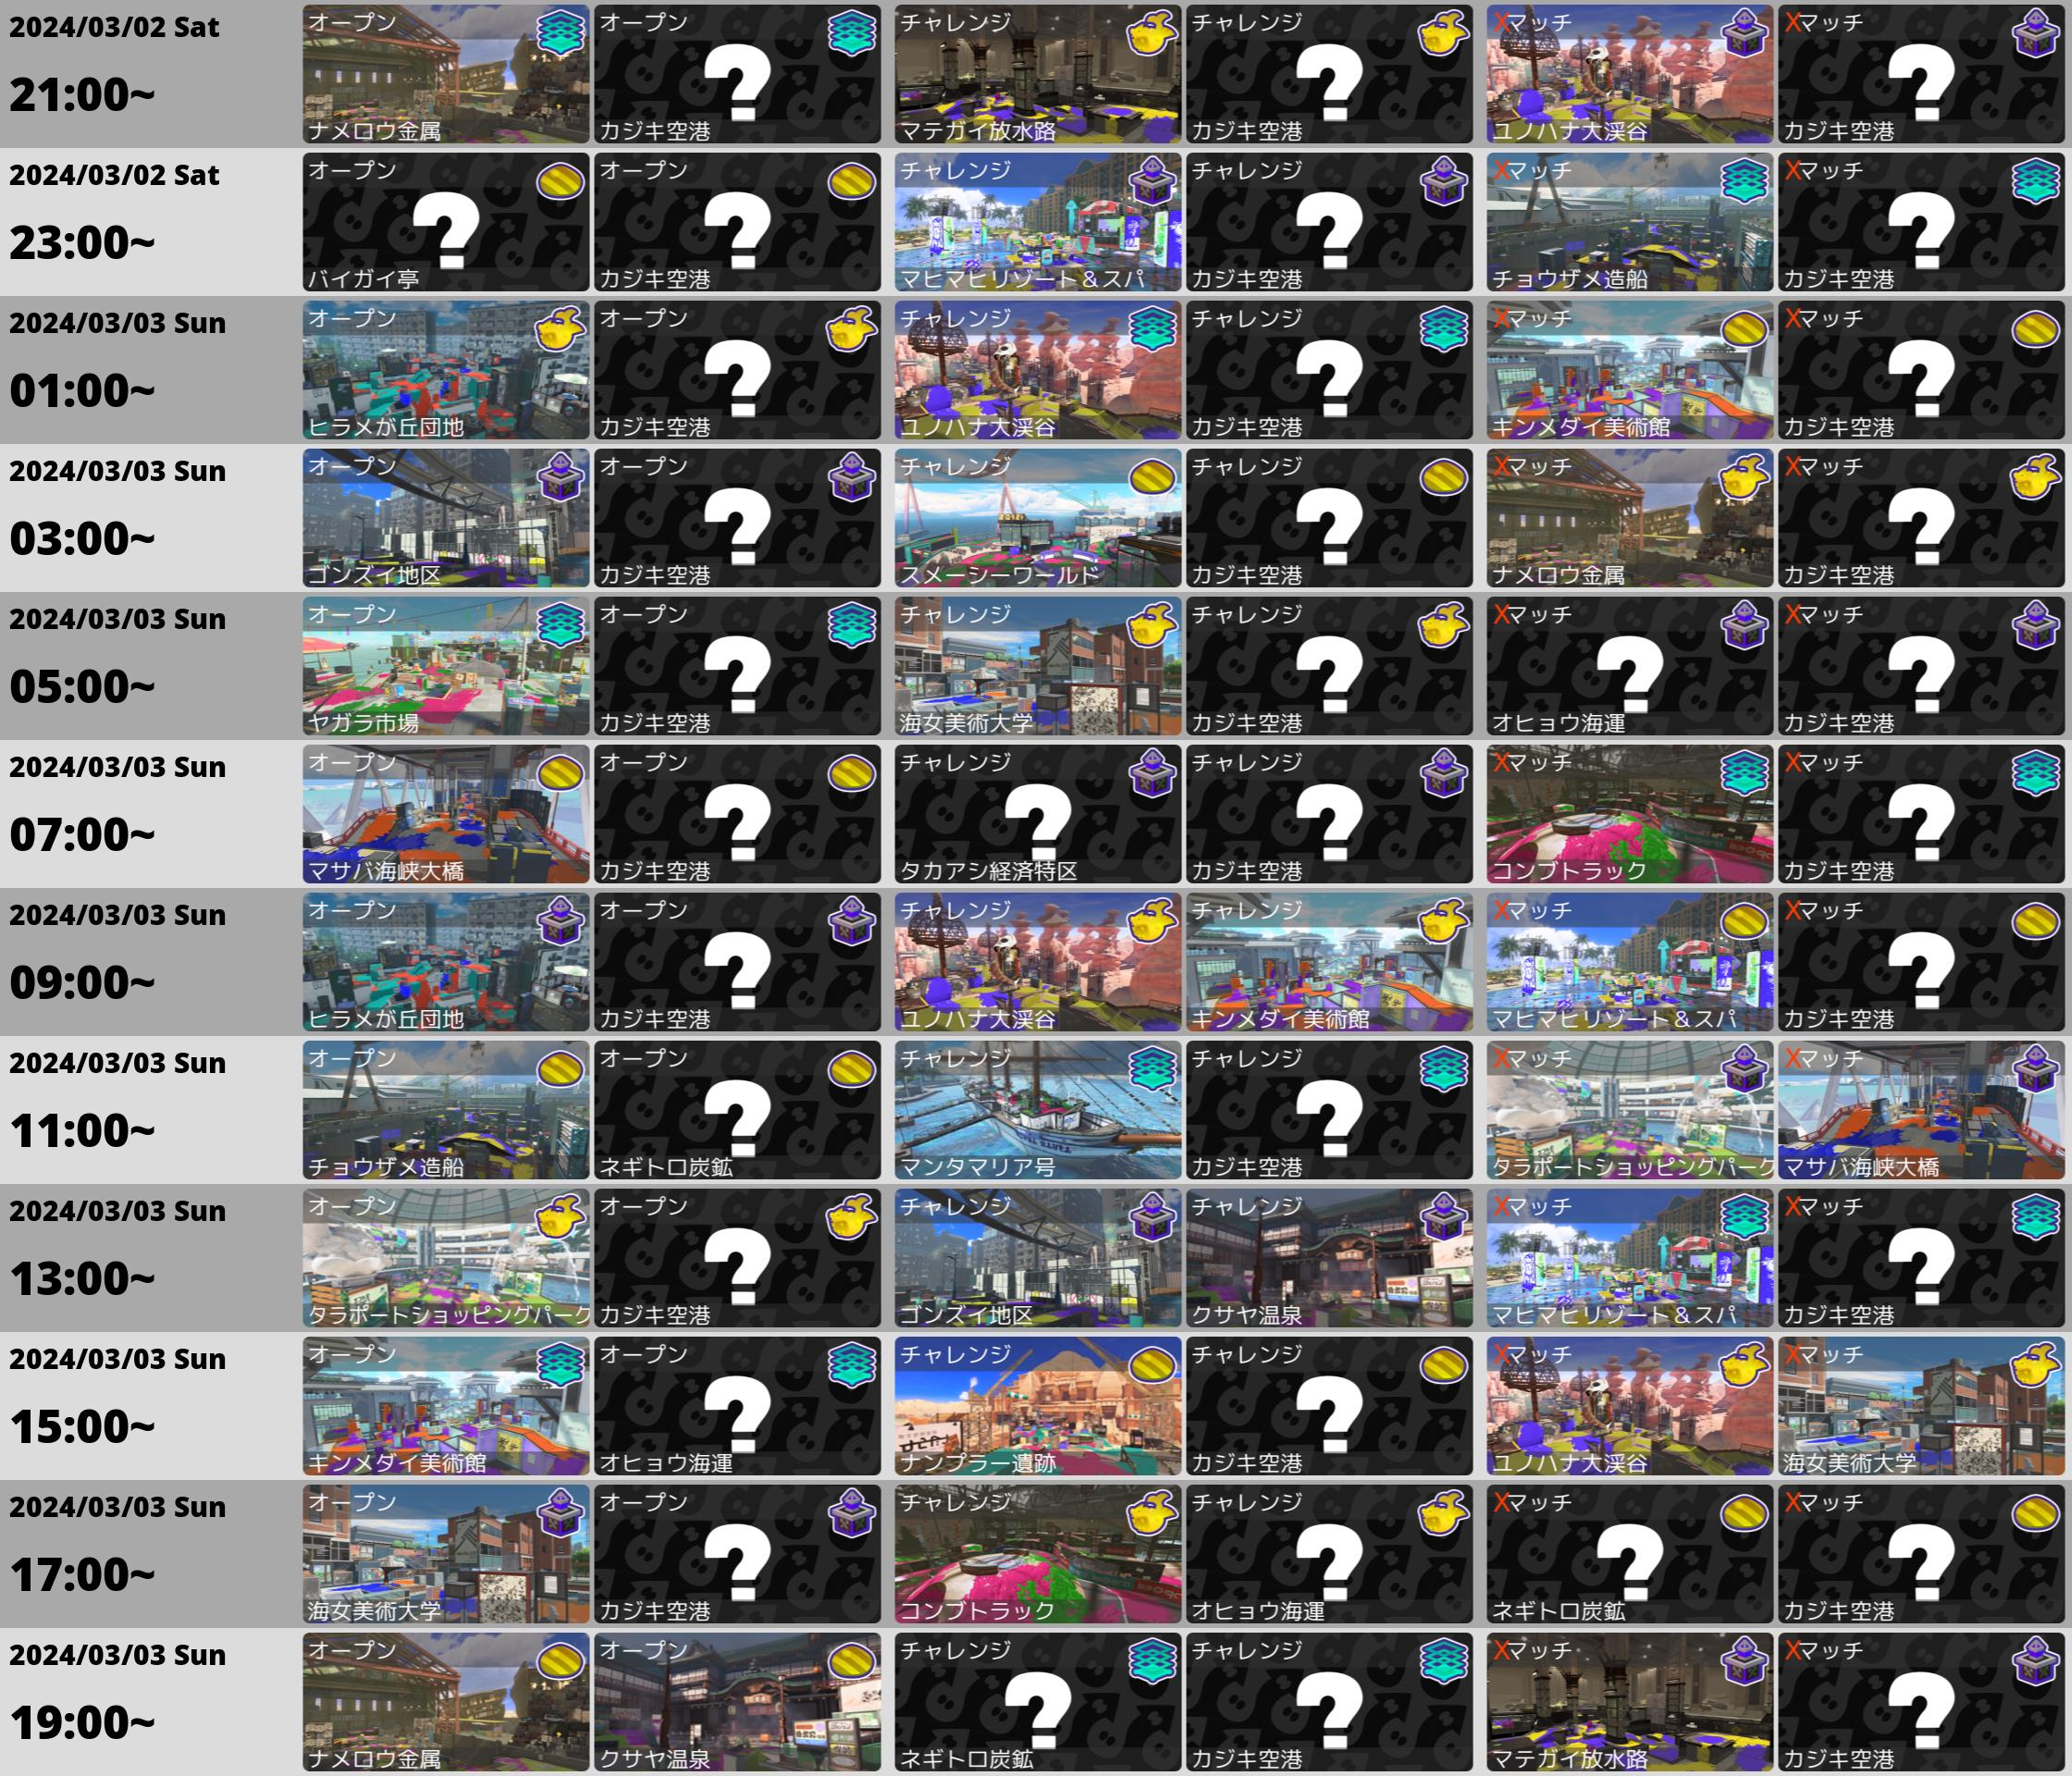 2024/03/02 Sat
21:00~
オープン オープン チャレンジ チャレンジ Xマッチ Xマッチ
ナメロウ金属 カジキ空港 マテガイ放水路 カジキ空港 ユノハナ大渓谷 カジキ空港
2024/03/02 Sat
23:00~
オープン オープン チャレンジ チャレンジ Xマッチ Xマッチ
バイガイ亭 カジキ空港 マヒマヒリゾート&スパ カジキ空港 チョウザメ造船 カジキ空港
2024/03/03 Sun
01:00~
オープン オープン チャレンジ チャレンジ Xマッチ Xマッチ
ヒラメが丘団地 カジキ空港 ユノハナ大渓谷 カジキ空港 キンメダイ美術館 カジキ空港
2024/03/03 Sun
03:00~
オープン オープン チャレンジ チャレンジ Xマッチ Xマッチ
ゴンズイ地区 カジキ空港 スメーシーワールド カジキ空港 ナメロウ金属 カジキ空港
2024/03/03 Sun
05:00~
オープン オープン チャレンジ チャレンジ Xマッチ Xマッチ
ヤガラ市場 カジキ空港 海女美術大学 カジキ空港 オヒョウ海運 カジキ空港
2024/03/03 Sun
07:00~
オープン オープン チャレンジ チャレンジ Xマッチ Xマッチ
マサバ海峡大橋 カジキ空港 タカアシ経済特区 カジキ空港 コンブトラック カジキ空港
2024/03/03 Sun
09:00~
オープン オープン チャレンジ チャレンジ Xマッチ Xマッチ
ヒラメが丘団地 カジキ空港 ユノハナ大渓谷 キンメダイ美術館 マヒマヒリゾート&スパ カジキ空港
2024/03/03 Sun
11:00~
オープン オープン チャレンジ チャレンジ Xマッチ Xマッチ
チョウザメ造船 ネギトロ炭鉱 マンタマリア号 カジキ空港 タラポートショッピングパーク マサバ海峡大橋
2024/03/03 Sun
13:00~
オープン オープン チャレンジ チャレンジ Xマッチ Xマッチ
タラポートショッピングパーク カジキ空港 ゴンズイ地区 クサヤ温泉 マヒマヒリゾート&スパ カジキ空港
2024/03/03 Sun
15:00~
オープン オープン チャレンジ チャレンジ Xマッチ Xマッチ
キンメダイ美術館 オヒョウ海運 ナンプラー遺跡 カジキ空港 ユノハナ大渓谷 海女美術大学
2024/03/03 Sun
17:00~
オープン オープン チャレンジ チャレンジ Xマッチ Xマッチ
海女美術大学 カジキ空港 コンブトラック オヒョウ海運 ネギトロ炭鉱 カジキ空港
2024/03/03 Sun
19:00~
オープン オープン チャレンジ チャレンジ Xマッチ Xマッチ
ナメロウ金属 クサヤ温泉 ネギトロ炭鉱 カジキ空港 マテガイ放水路 カジキ空港